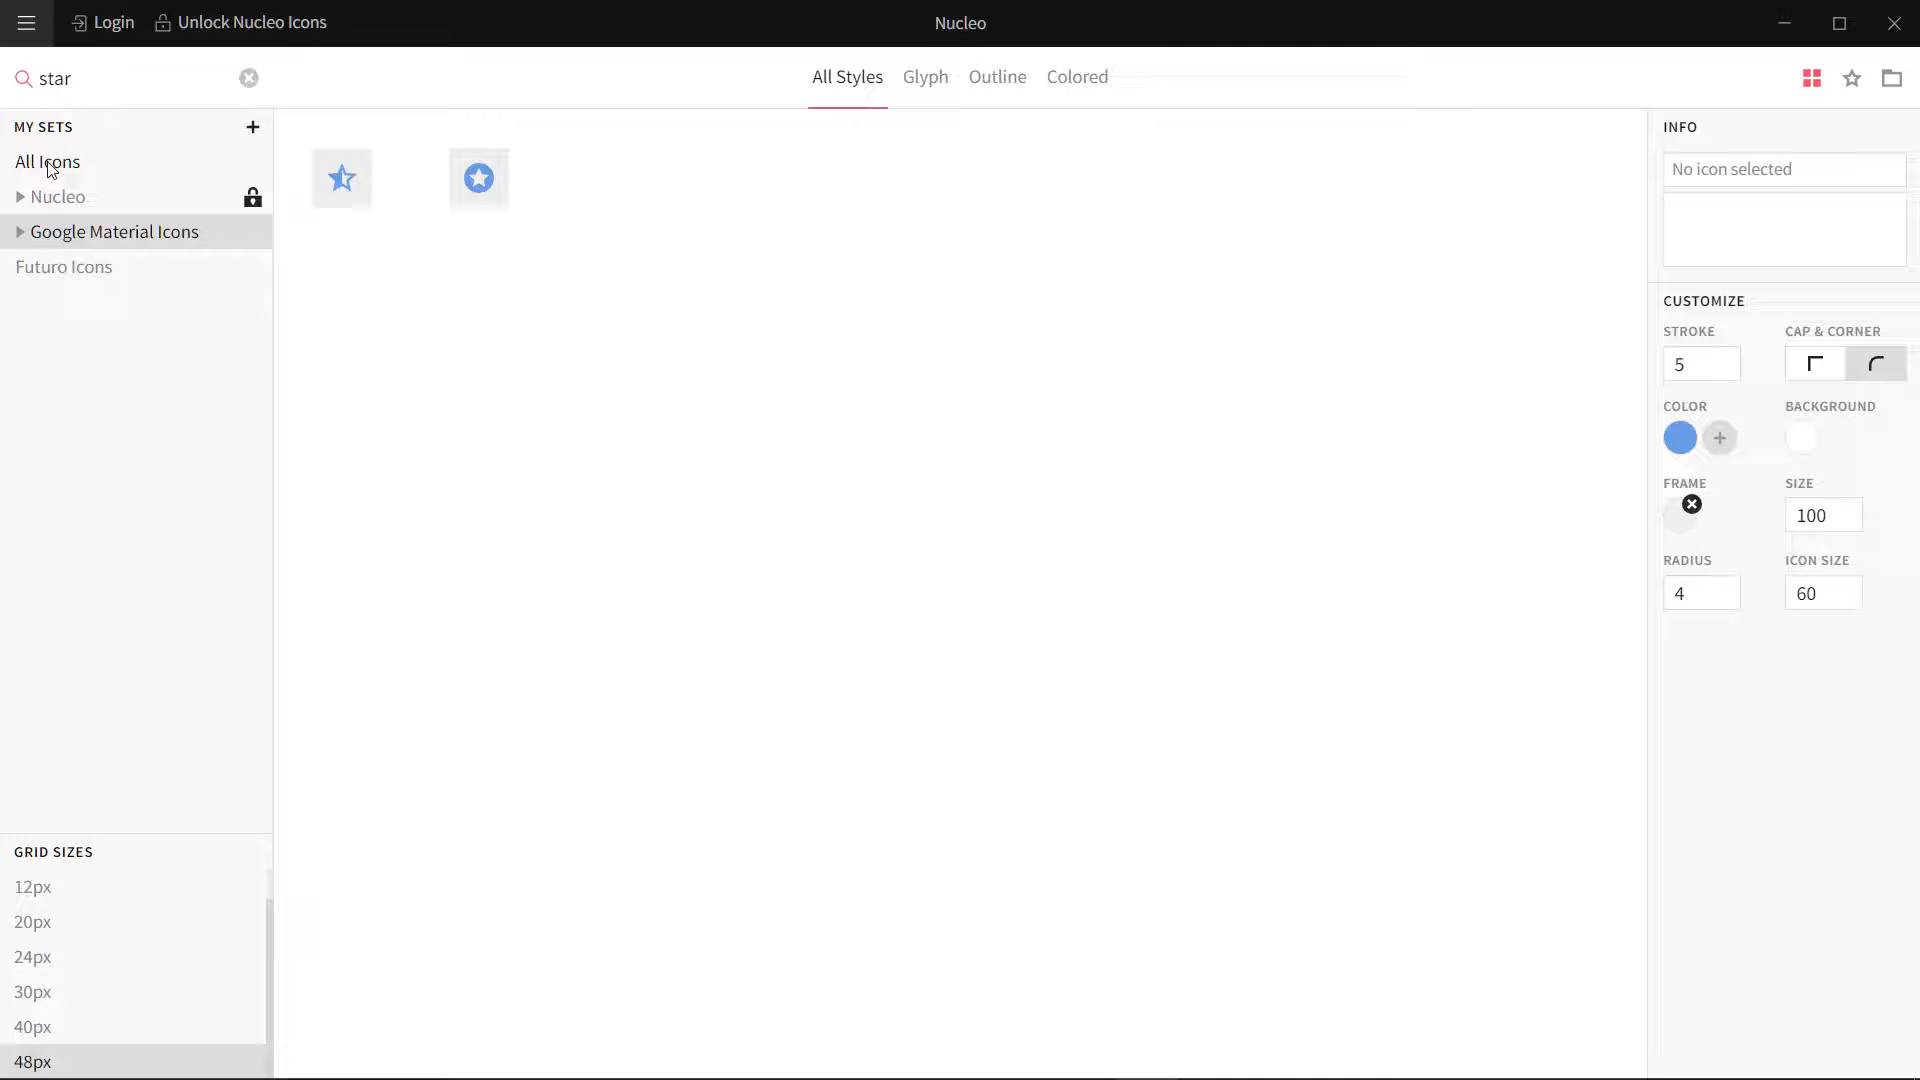 Login
Unlock Nucleo Icons
Nucleo
star
All Styles
Glyph
Outline
Colored
MY SETS
All Icons
Nucleo
Google Material Icons
Futuro Icons
GRID SIZES
12px
20px
24px
30px
40px
48px
INFO
No icon selected
CUSTOMIZE
STROKE
CAP & CORNER
5
COLOR
BACKGROUND
FRAME
SIZE
100
RADIUS
ICON SIZE
4
60